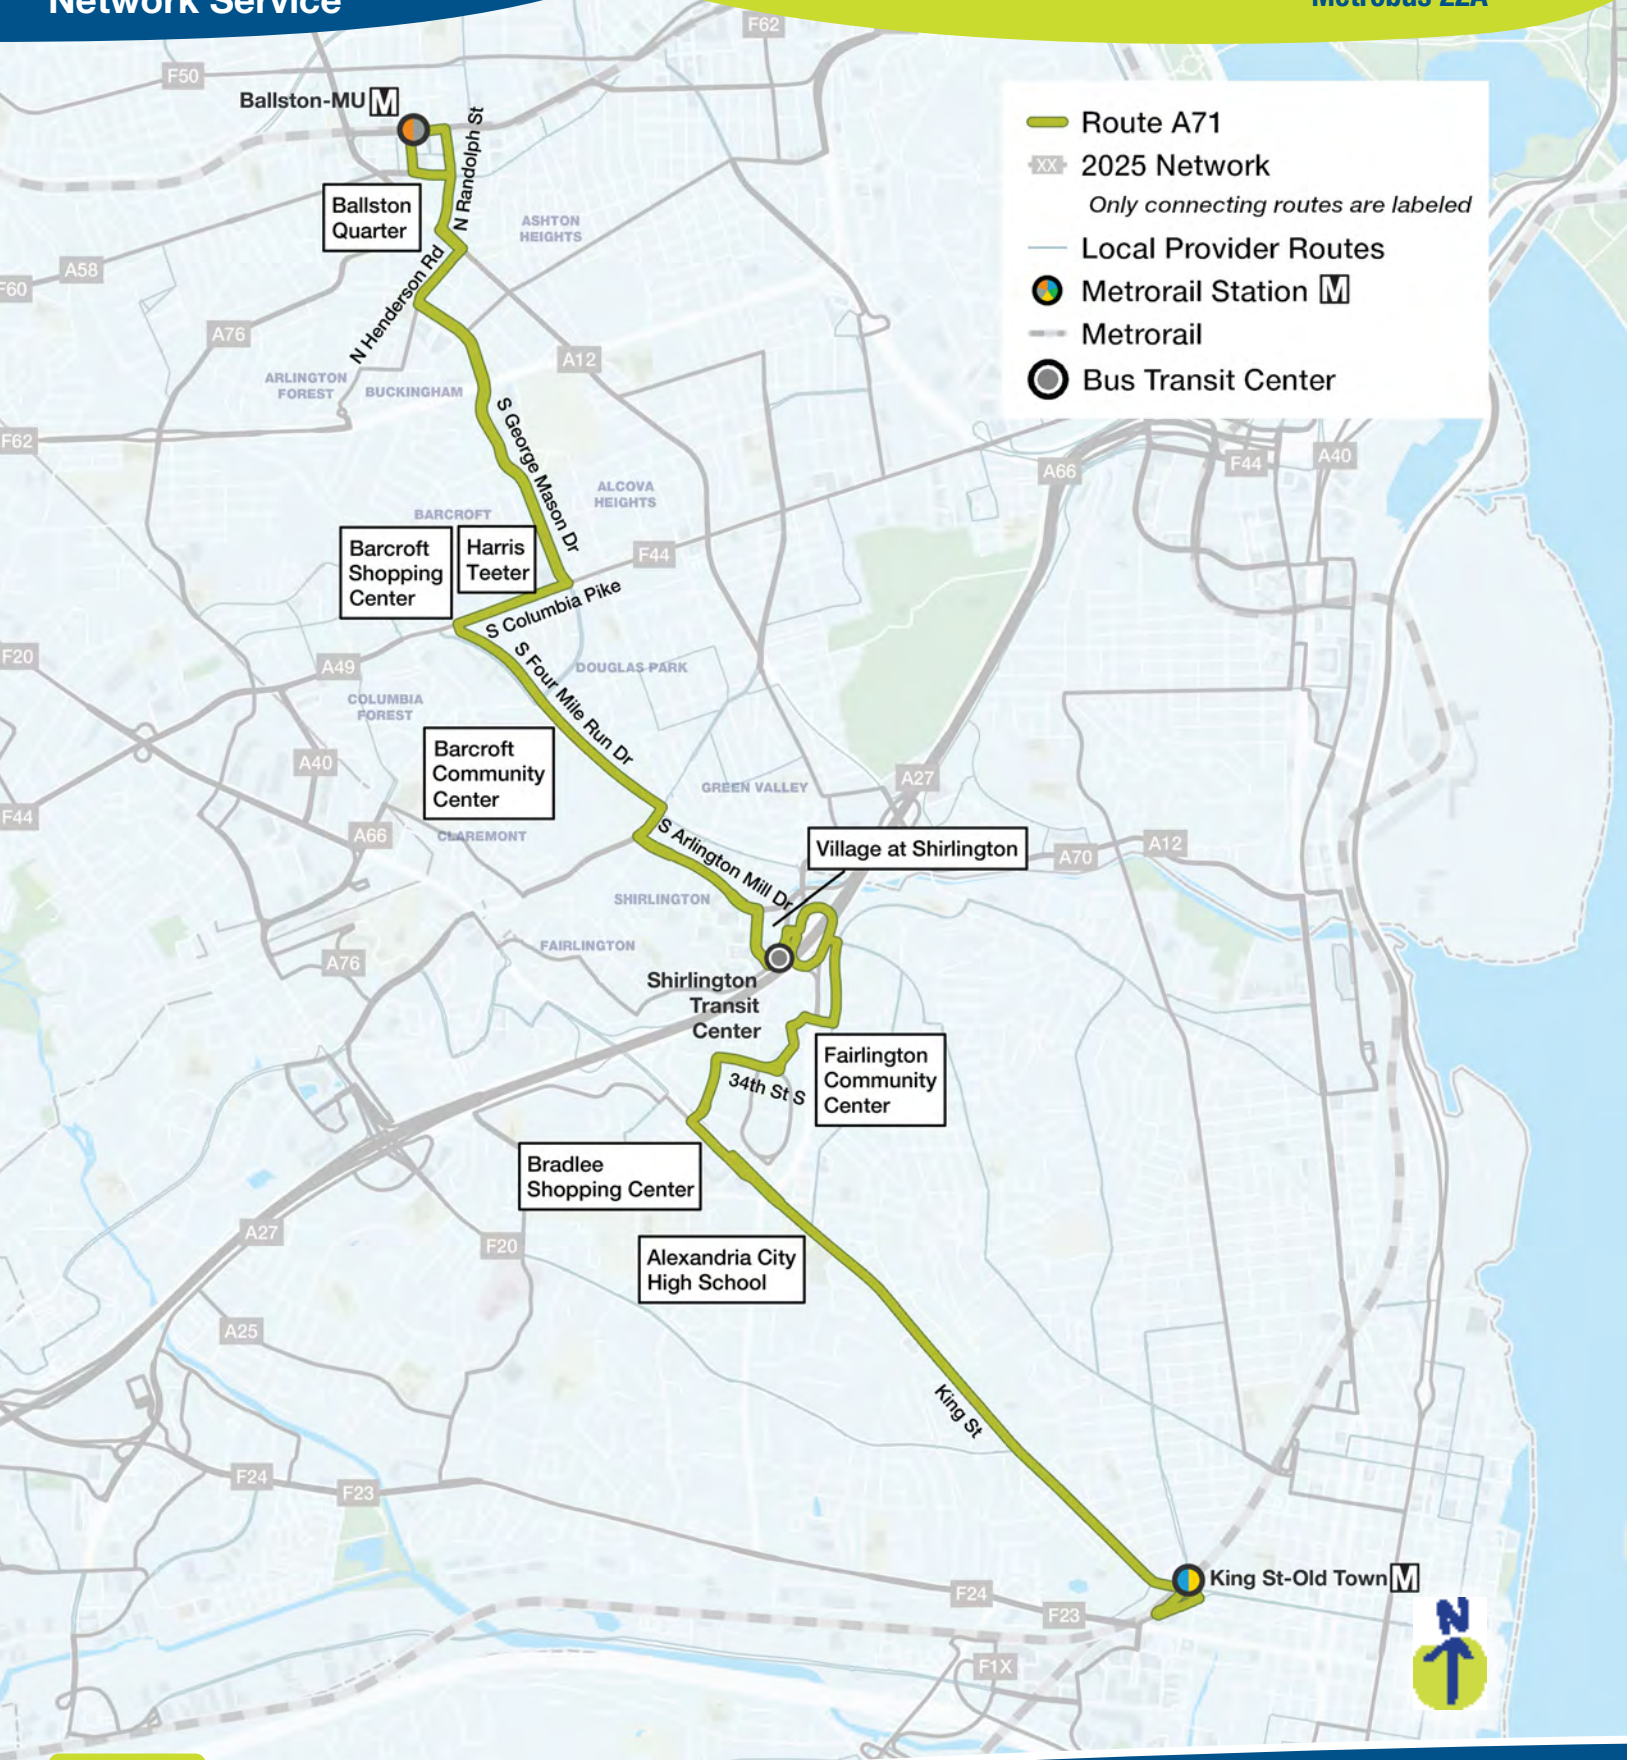 Network Service
Metrobus 22A
F62
F50
Ballston-MU M
N Randolph St
Route A71
XX 2025 Network
Only connecting routes are labeled
Local Provider Routes
Metrorail Station M
Metrorail
Bus Transit Center
Ballston
Quarter
ASHTON
HEIGHTS
A58
F60
N Henderson Rd
A76
A12
ARLINGTON
FOREST
BUCKINGHAM
F62
S George Mason Dr
A66
F44
A40
ALCOVA
HEIGHTS
BARCROFT
Barcroft
Shopping
Center
Harris
Teeter
F44
S Columbia Pike
F20
A49
S Four Mile Run Dr
DOUGLAS PARK
COLUMBIA
FOREST
A40
Barcroft
Community
Center
GREEN VALLEY
A27
F44
A66
CLAREMONT
S Arlington Mill Dr
Village at Shirlington
A70
A12
SHIRLINGTON
FAIRLINGTON
A76
Shirlington
Transit
Center
Fairlington
Community
Center
34th St S
Bradlee
Shopping Center
A27
F20
Alexandria City
High School
A25
King St
F24
F23
King St-Old Town M
F24
F23
N
F1X